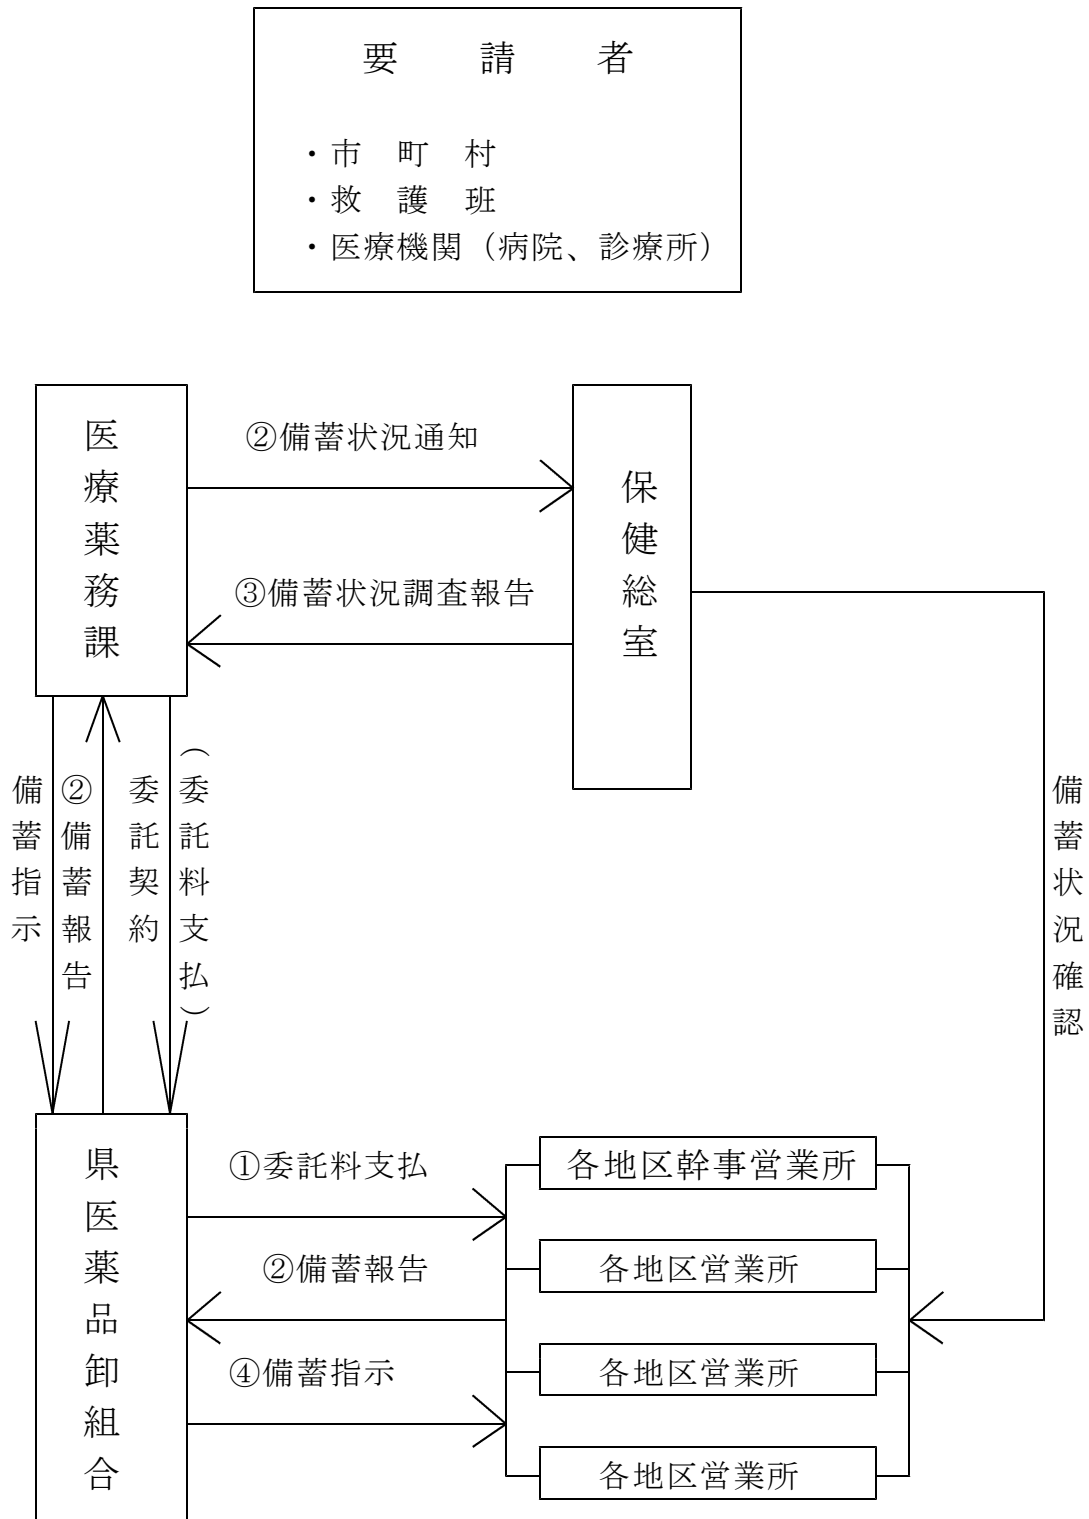 要　請　者
・市　町　村
・救　護　班
・医療機関（病院、診療所）
医療薬務課
②備蓄状況通知
保健総室
③備蓄状況調査報告
備蓄指示
②備蓄報告
委託契約
（委託料支払）
備蓄状況確認
県医薬品卸組合
①委託料支払
各地区幹事営業所
②備蓄報告
各地区営業所
④備蓄指示
各地区営業所
各地区営業所